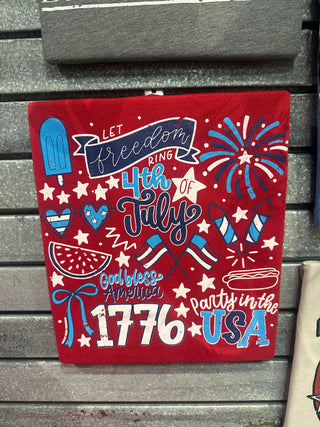 LET
freedom
RING
4th
OF
July
God bless
America
1776
Party in the
USA